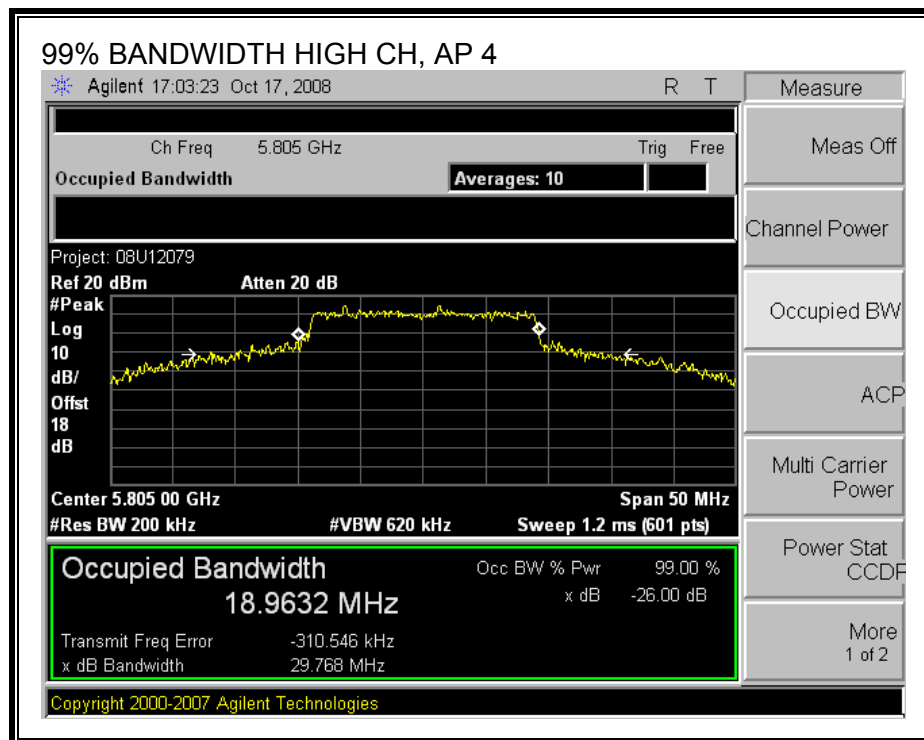 99% BANDWIDTH HIGH CH, AP 4
Agilent 17:03:23 Oct 17, 2008 R T
Measure
Ch Freq 5.805 GHz Trig Free
Meas Off
Occupied Bandwidth Averages: 10
Channel Power
Project: 08U12079
Ref 20 dBm Atten 20 dB
#Peak
Log
10
dB/
Offst
18
dB
Occupied BW
ACP
Multi Carrier
Power
Center 5.805 00 GHz Span 50 MHz
#Res BW 200 kHz #VBW 620 kHz Sweep 1.2 ms (601 pts)
Power Stat
CCDF
Occupied Bandwidth Occ BW % Pwr 99.00 %
18.9632 MHz x dB -26.00 dB
Transmit Freq Error -310.546 kHz
x dB Bandwidth 29.768 MHz
More
1 of 2
Copyright 2000-2007 Agilent Technologies